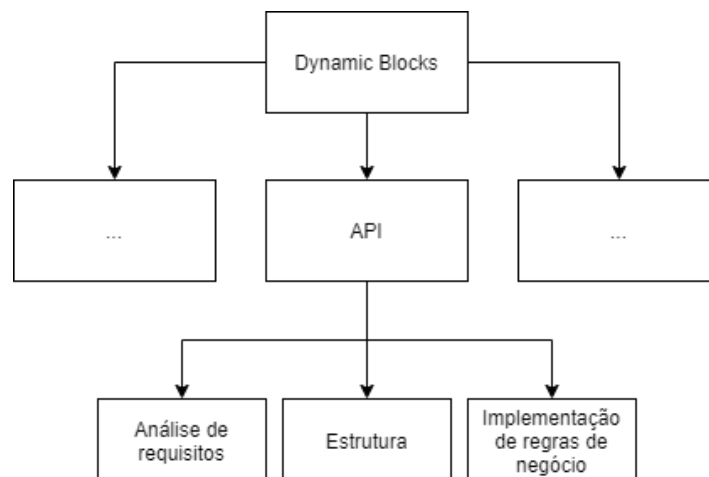 Dynamic Blocks
...
API
...
Análise de
requisitos
Estrutura
Implementação
de regras de
negócio